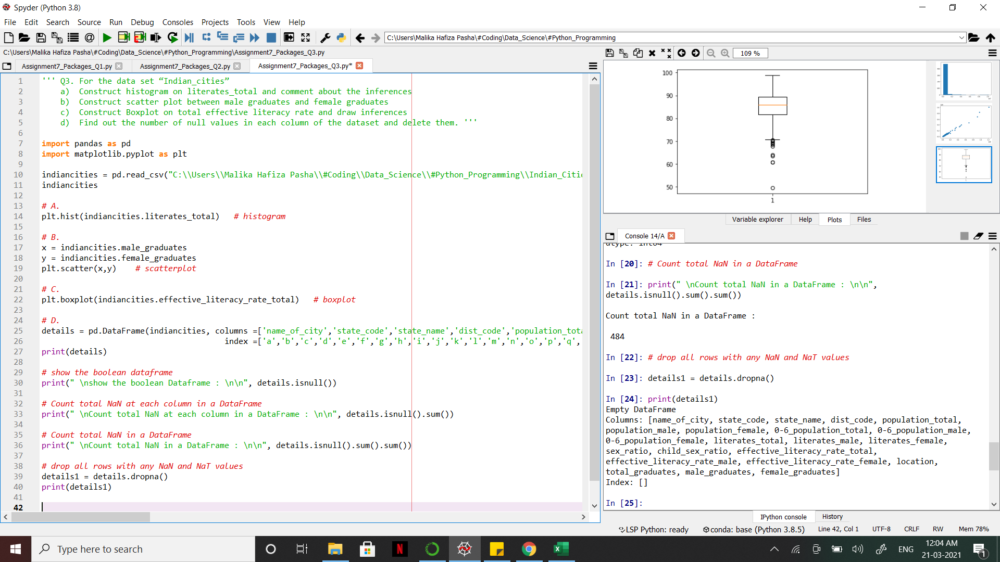 Spyder (Python 3.8)
File Edit Search Source Run Debug Consoles Projects Tools View Help
C:\Users\Malika Hafiza Pasha\#Coding\Data_Science\#Python_Programming
C:\Users\Malika Hafiza Pasha\#Coding\Data_Science\#Python_Programming\Assignment7_Packages_Q3.py
109 %
Assignment7_Packages_Q1.py Assignment7_Packages_Q2.py Assignment7_Packages_Q3.py*
1 ''' Q3. For the data set “Indian_cities”
2 a) Construct histogram on literates_total and comment about the inferences
3 b) Construct scatter plot between male graduates and female graduates
4 c) Construct Boxplot on total effective literacy rate and draw inferences
5 d) Find out the number of null values in each column of the dataset and delete them. '''
6
7 import pandas as pd
8 import matplotlib.pyplot as plt
9
10 indiancities = pd.read_csv("C:\\Users\\Malika Hafiza Pasha\\#Coding\\Data_Science\\#Python_Programming\\Indian_Citi
11 indiancities
12
13 # A.
14 plt.hist(indiancities.literates_total) # histogram
15
16 # B.
17 x = indiancities.male_graduates
18 y = indiancities.female_graduates
19 plt.scatter(x,y) # scatterplot
20
21 # C.
22 plt.boxplot(indiancities.effective_literacy_rate_total) # boxplot
23
24 # D.
25 details = pd.DataFrame(indiancities, columns =['name_of_city','state_code','state_name','dist_code','population_tot
26 index =['a','b','c','d','e','f','g','h','i','j','k','l','m','n','o','p','q',
27 print(details)
28
29 # show the boolean dataframe
30 print(" \nshow the boolean Dataframe : \n\n", details.isnull())
31
32 # Count total NaN at each column in a DataFrame
33 print(" \nCount total NaN at each column in a DataFrame : \n\n", details.isnull().sum())
34
35 # Count total NaN in a DataFrame
36 print(" \nCount total NaN in a DataFrame : \n\n", details.isnull().sum().sum())
37
38 # drop all rows with any NaN and NaT values
39 details1 = details.dropna()
40 print(details1)
41
42
100
90
80
70
60
50
1
Variable explorer Help Plots Files
Console 14/A
dtype: int64
In [20]: # Count total NaN in a DataFrame
In [21]: print(" \nCount total NaN in a DataFrame : \n\n",
details.isnull().sum().sum())
Count total NaN in a DataFrame :
484
In [22]: # drop all rows with any NaN and NaT values
In [23]: details1 = details.dropna()
In [24]: print(details1)
Empty DataFrame
Columns: [name_of_city, state_code, state_name, dist_code, population_total,
population_male, population_female, 0-6_population_total, 0-6_population_male,
0-6_population_female, literates_total, literates_male, literates_female,
sex_ratio, child_sex_ratio, effective_literacy_rate_total,
effective_literacy_rate_male, effective_literacy_rate_female, location,
total_graduates, male_graduates, female_graduates]
Index: []
In [25]:
IPython console History
LSP Python: ready conda: base (Python 3.8.5) Line 42, Col 1 UTF-8 CRLF RW Mem 78%
Type here to search
ENG
12:04 AM
21-03-2021
1